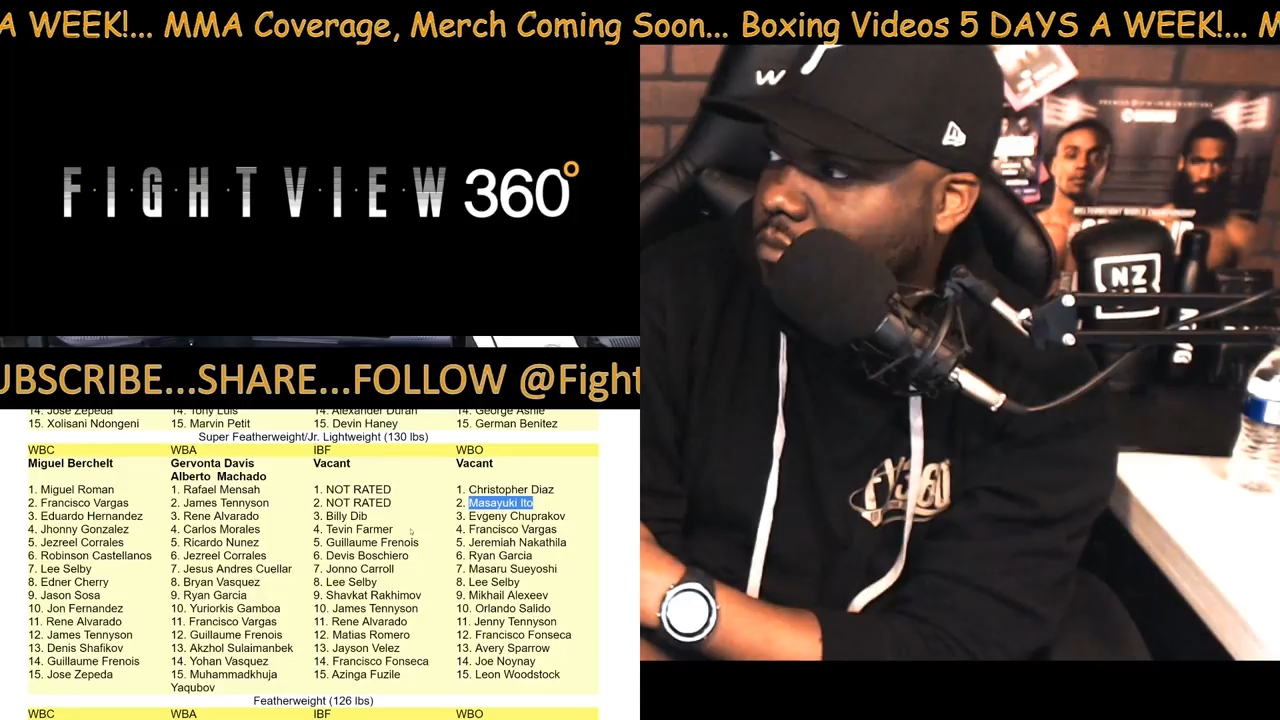 A WEEK!... MMA Coverage, Merch Coming Soon... Boxing Videos 5 DAYS A WEEK!... M
FIGHTVIEW 360°
UBSCRIBE...SHARE...FOLLOW @Fight
14. Jose Zepeda 14. Tony Luis 14. Alexander Duran 14. George Ashie
15. Xolisani Ndongeni 15. Marvin Petit 15. Devin Haney 15. German Benitez
Super Featherweight/Jr. Lightweight (130 lbs)
WBC WBA IBF WBO
Miguel Berchelt Gervonta Davis Vacant Vacant
Alberto Machado
1. Miguel Roman 1. Rafael Mensah 1. NOT RATED 1. Christopher Diaz
2. Francisco Vargas 2. James Tennyson 2. NOT RATED 2. Masayuki Ito
3. Eduardo Hernandez 3. Rene Alvarado 3. Billy Dib 3. Evgeny Chuprakov
4. Jhonny Gonzalez 4. Carlos Morales 4. Tevin Farmer 4. Francisco Vargas
5. Jezreel Corrales 5. Ricardo Nunez 5. Guillaume Frenois 5. Jeremiah Nakathila
6. Robinson Castellanos 6. Jezreel Corrales 6. Devis Boschiero 6. Ryan Garcia
7. Lee Selby 7. Jesus Andres Cuellar 7. Jonno Carroll 7. Masaru Sueyoshi
8. Edner Cherry 8. Bryan Vasquez 8. Lee Selby 8. Lee Selby
9. Jason Sosa 9. Ryan Garcia 9. Shavkat Rakhimov 9. Mikhail Alexeev
10. Jon Fernandez 10. Yuriorkis Gamboa 10. James Tennyson 10. Orlando Salido
11. Rene Alvarado 11. Francisco Vargas 11. Rene Alvarado 11. Jenny Tennyson
12. James Tennyson 12. Guillaume Frenois 12. Matias Romero 12. Francisco Fonseca
13. Denis Shafikov 13. Akzhol Sulaimanbek 13. Jayson Velez 13. Avery Sparrow
14. Guillaume Frenois 14. Yohan Vasquez 14. Francisco Fonseca 14. Joe Noynay
15. Jose Zepeda 15. Muhammadkhuja 15. Azinga Fuzile 15. Leon Woodstock
Yaqubov
Featherweight (126 lbs)
WBC WBA IBF WBO
W
NZ
360